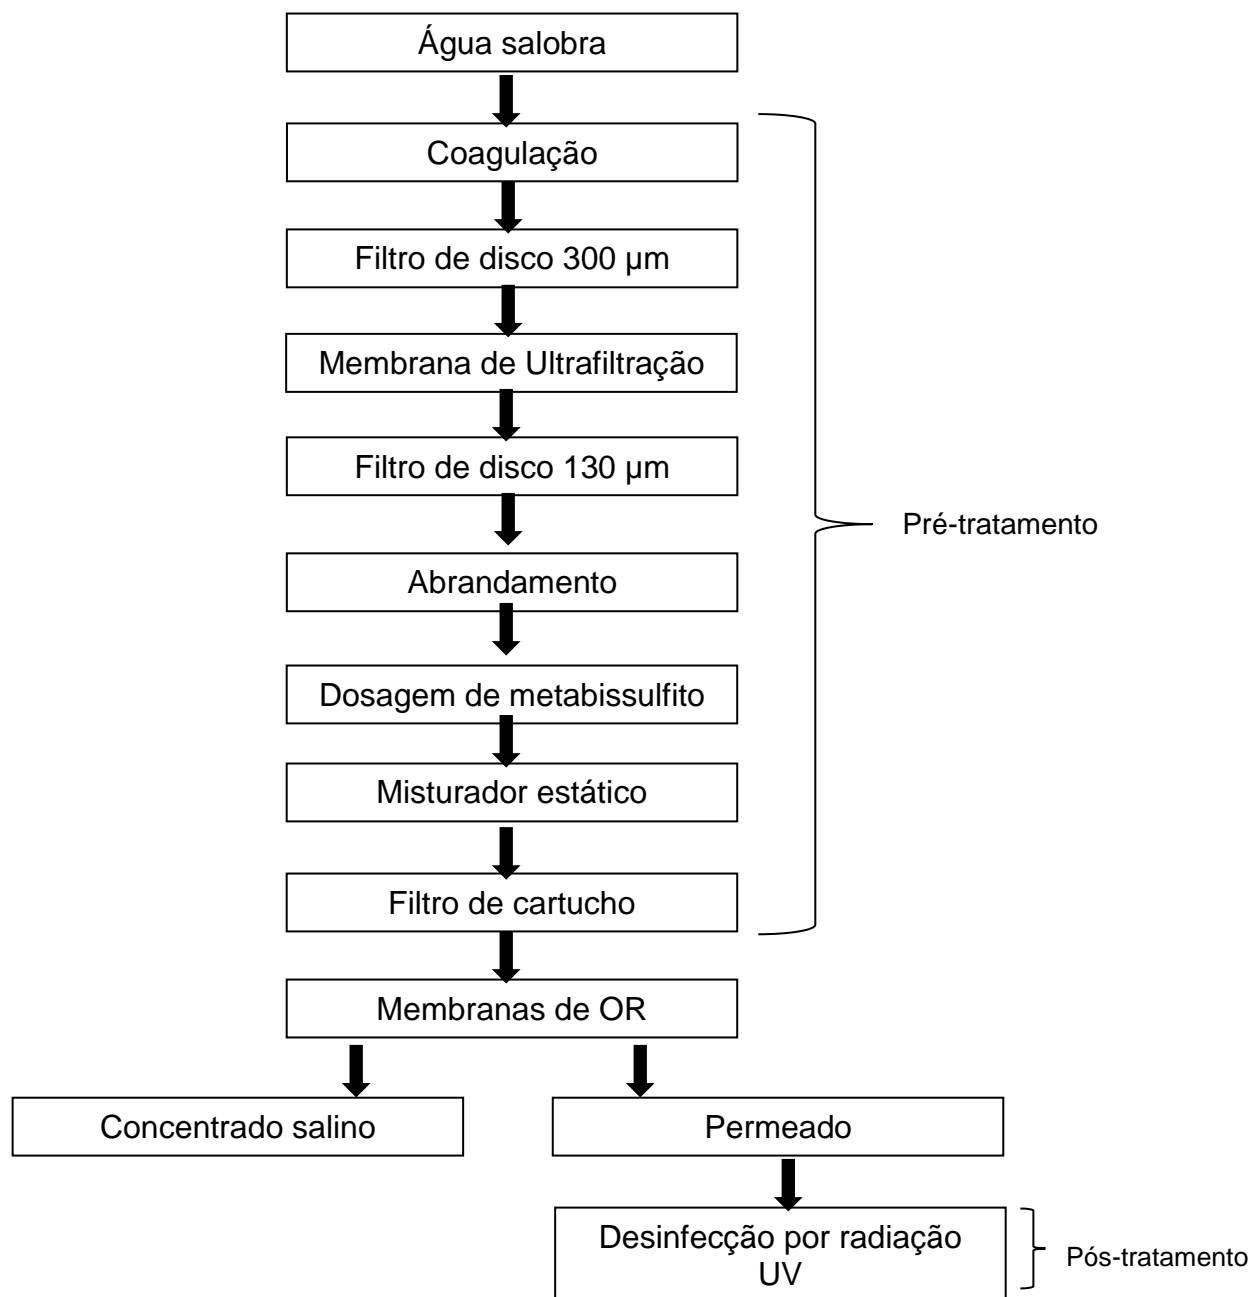 Água salobra
Coagulação
Filtro de disco 300 µm
Membrana de Ultrafiltração
Filtro de disco 130 µm
Pré-tratamento
Abrandamento
Dosagem de metabissulfito
Misturador estático
Filtro de cartucho
Membranas de OR
Concentrado salino
Permeado
Desinfecção por radiação
UV
Pós-tratamento